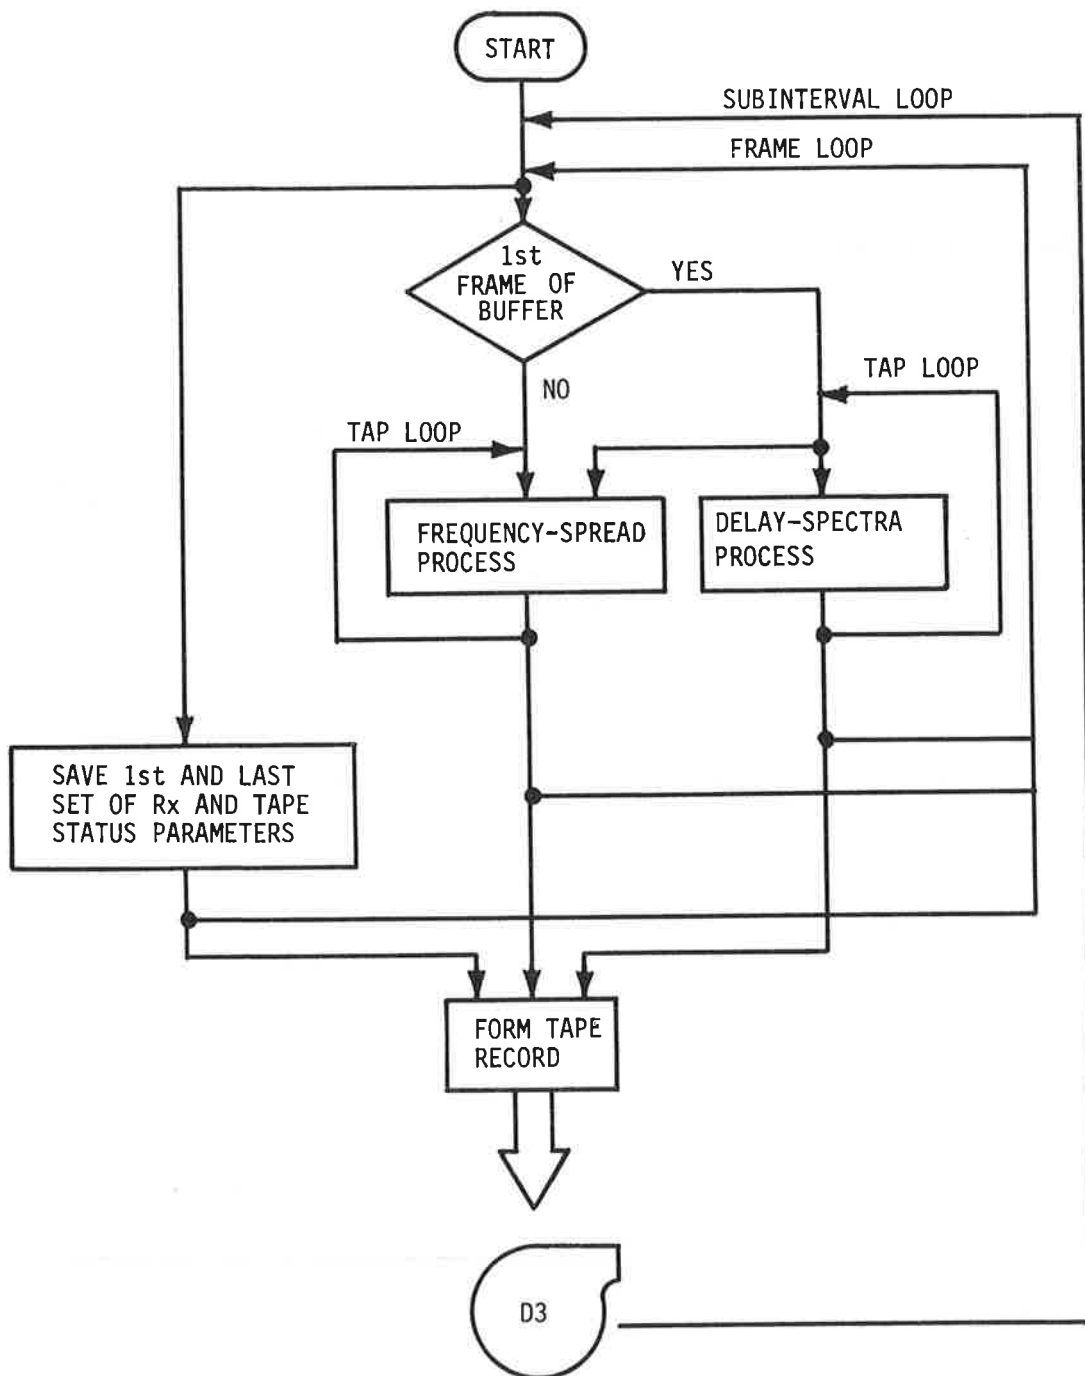 START
SUBINTERVAL LOOP
FRAME LOOP
1st
FRAME OF
BUFFER
YES
NO
TAP LOOP
TAP LOOP
FREQUENCY-SPREAD
PROCESS
DELAY-SPECTRA
PROCESS
SAVE 1st AND LAST
SET OF Rx AND TAPE
STATUS PARAMETERS
FORM TAPE
RECORD
D3